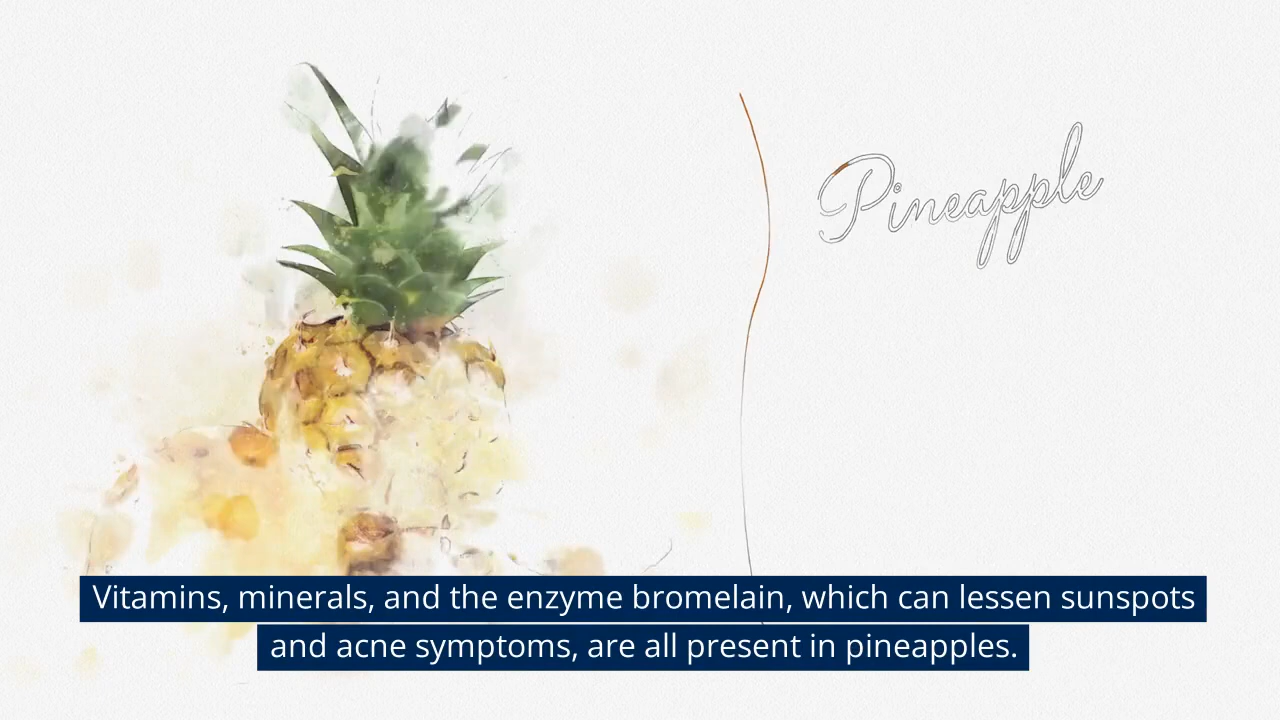 Pineapple
Vitamins, minerals, and the enzyme bromelain, which can lessen sunspots
and acne symptoms, are all present in pineapples.